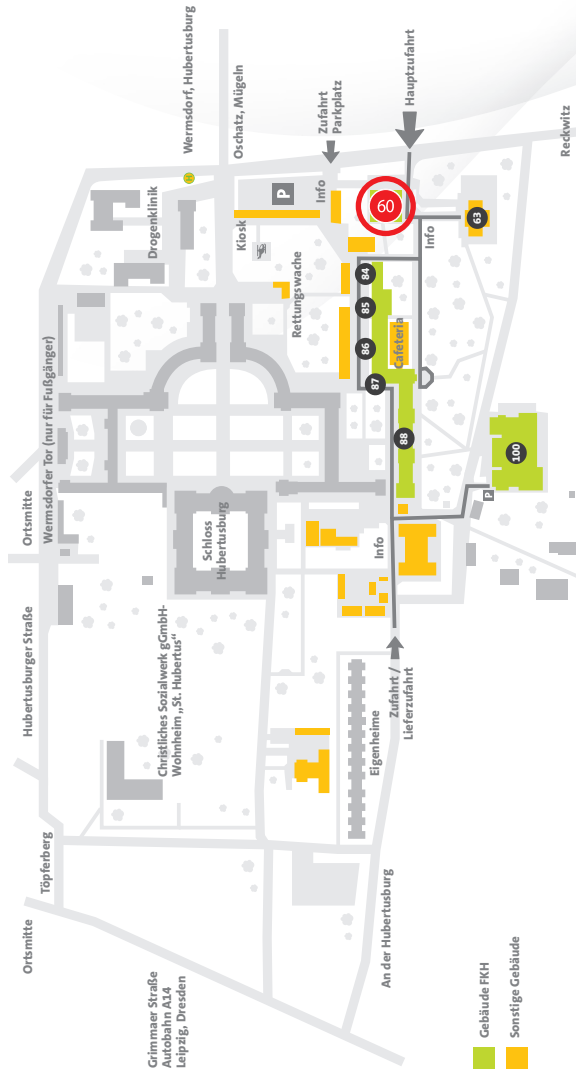 Ortsmitte
Töpferberg
Hubertusburger Straße
Ortsmitte
Wermsdorfer Tor (nur für Fußgänger)
Drogenklinik
H
Wermsdorf, Hubertusburg
Oschatz, Mügeln
Grimmaer Straße
Autobahn A14
Leipzig, Dresden
Christliches Sozialwerk gGmbH-
Wohnheim „St. Hubertus“
Schloss
Hubertusburg
Kiosk
P
Rettungswache
Info
Zufahrt
Parkplatz
Eigenheime
Info
87
86
85
84
60
Cafeteria
88
Hauptzufahrt
An der Hubertusburg
Zufahrt /
Lieferzufahrt
Info
63
P
100
Reckwitz
Gebäude FKH
Sonstige Gebäude